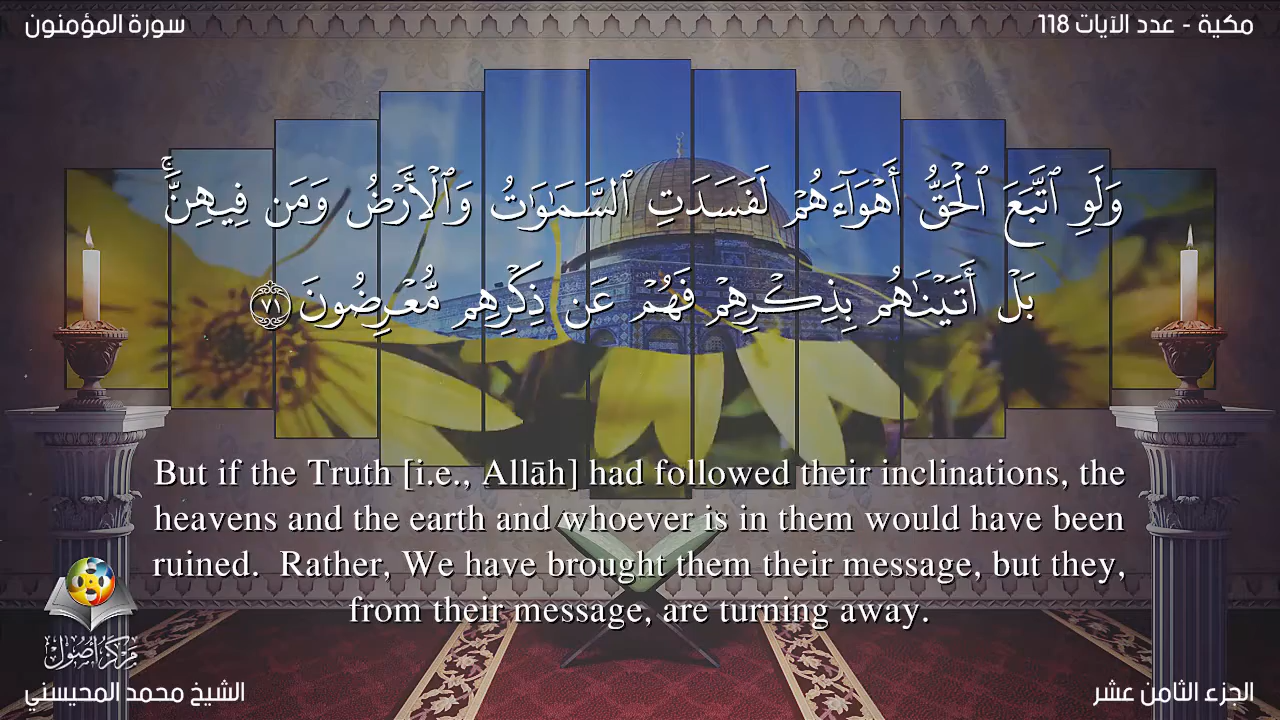 مكية - عدد الآيات 118
سورة المؤمنون
وَلَوِ ٱتَّبَعَ ٱلْحَقُّ أَهْوَآءَهُمْ لَفَسَدَتِ ٱلسَّمَـٰوَٰتُ وَٱلْأَرْضُ وَمَن فِيهِنَّ ۚ
بَلْ أَتَيْنَـٰهُم بِذِكْرِهِمْ فَهُمْ عَن ذِكْرِهِم مُّعْرِضُونَ ٧١
But if the Truth [i.e., Allāh] had followed their inclinations, the
heavens and the earth and whoever is in them would have been
ruined.  Rather, We have brought them their message, but they,
from their message, are turning away.
مركز أصول
الجزء الثامن عشر
الشيخ محمد المحيسني